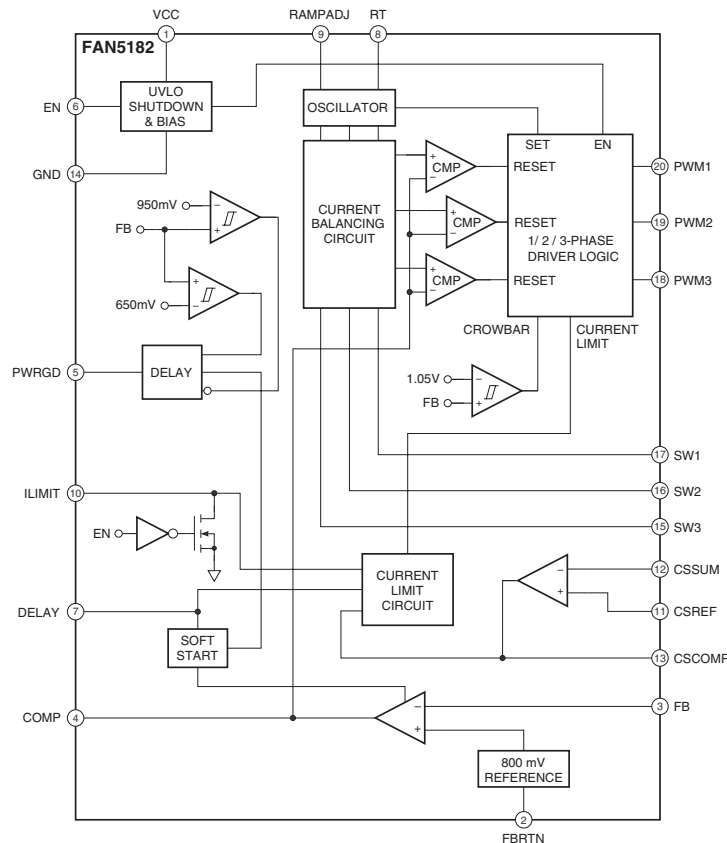 VCC
RAMPADJ
RT
1
9
8
FAN5182
UVLO
SHUTDOWN
& BIAS
OSCILLATOR
EN
6
SET
EN
GND
14
CMP
RESET
20
PWM1
950mV
FB
CURRENT
BALANCING
CIRCUIT
CMP
RESET
19
PWM2
1/ 2 / 3-PHASE
DRIVER LOGIC
CMP
RESET
18
PWM3
650mV
CROWBAR
CURRENT
LIMIT
PWRGD
5
DELAY
1.05V
FB
17
SW1
ILIMIT
10
16
SW2
EN
15
SW3
CURRENT
LIMIT
CIRCUIT
12
CSSUM
DELAY
7
11
CSREF
SOFT
START
13
CSCOMP
COMP
4
3
FB
800 mV
REFERENCE
2
FBRTN